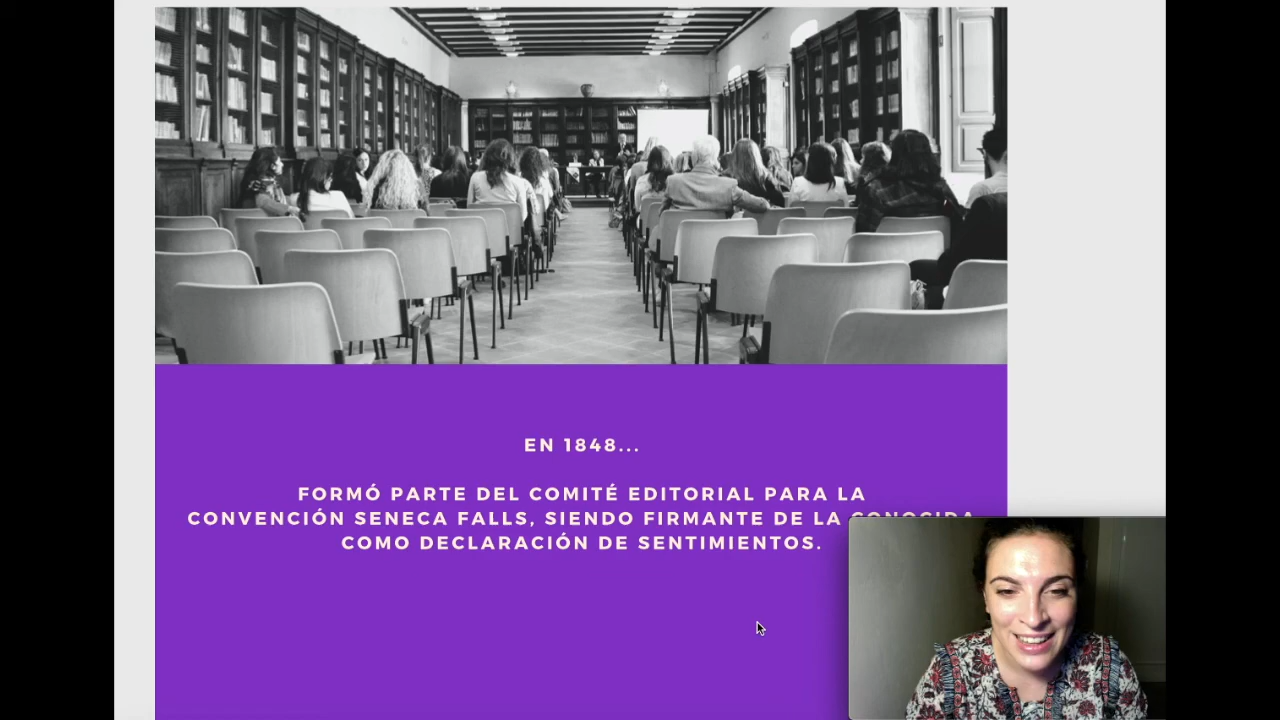 EN 1848...
FORMÓ PARTE DEL COMITÉ EDITORIAL PARA LA
CONVENCIÓN SENECA FALLS, SIENDO FIRMANTE DE LA CONOCIDA
COMO DECLARACIÓN DE SENTIMIENTOS.